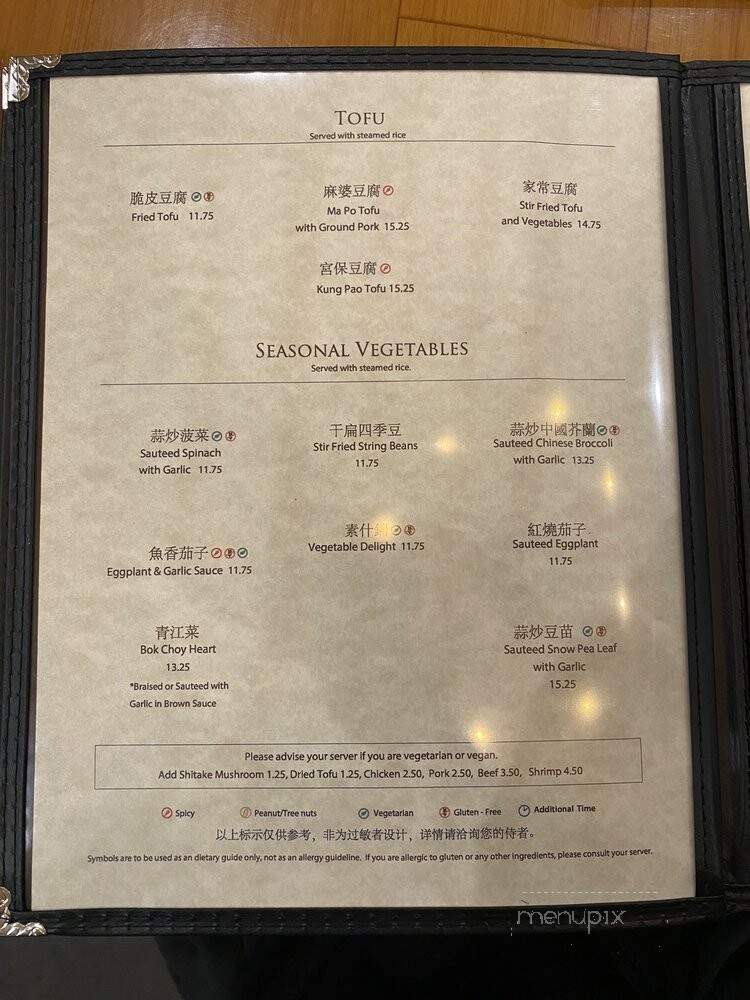 TOFU
Served with steamed rice
脆皮豆腐
Fried Tofu 11.75
麻婆豆腐
Ma Po Tofu
with Ground Pork 15.25
家常豆腐
Stir Fried Tofu
and Vegetables 14.75
宮保豆腐
Kung Pao Tofu 15.25
SEASONAL VEGETABLES
Served with steamed rice.
蒜炒菠菜
Sauteed Spinach
with Garlic 11.75
干扁四季豆
Stir Fried String Beans
11.75
蒜炒中國芥蘭
Sauteed Chinese Broccoli
with Garlic 13.25
魚香茄子
Eggplant & Garlic Sauce 11.75
素什
Vegetable Delight 11.75
紅燒茄子
Sauteed Eggplant
11.75
青江菜
Bok Choy Heart
13.25
*Braised or Sauteed with
Garlic in Brown Sauce
蒜炒豆苗
Sauteed Snow Pea Leaf
with Garlic
15.25
Please advise your server if you are vegetarian or vegan.
Add Shitake Mushroom 1.25, Dried Tofu 1.25, Chicken 2.50, Pork 2.50, Beef 3.50, Shrimp 4.50
Spicy Peanut/Tree nuts Vegetarian Gluten - Free Additional Time
以上标示仅供参考，非为过敏者设计，详情请洽询您的侍者。
Symbols are to be used as an dietary guide only, not as an allergy guideline. If you are allergic to gluten or any other ingredients, please consult your server.
menupix